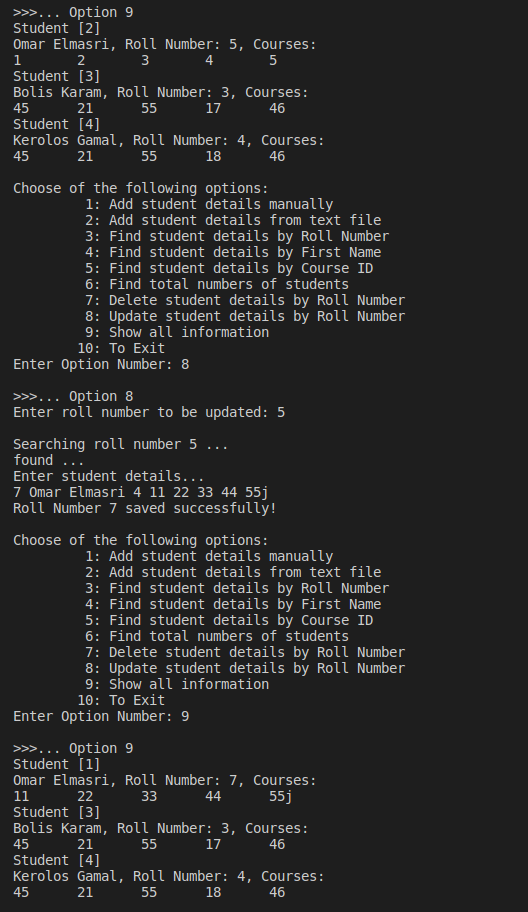 >>>... Option 9
Student [2]
Omar Elmasri, Roll Number: 5, Courses:
1       2       3       4       5
Student [3]
Bolis Karam, Roll Number: 3, Courses:
45      21      55      17      46
Student [4]
Kerolos Gamal, Roll Number: 4, Courses:
45      21      55      18      46

Choose of the following options:
         1: Add student details manually
         2: Add student details from text file
         3: Find student details by Roll Number
         4: Find student details by First Name
         5: Find student details by Course ID
         6: Find total numbers of students
         7: Delete student details by Roll Number
         8: Update student details by Roll Number
         9: Show all information
        10: To Exit
Enter Option Number: 8

>>>... Option 8
Enter roll number to be updated: 5

Searching roll number 5 ...
found ...
Enter student details...
7 Omar Elmasri 4 11 22 33 44 55j
Roll Number 7 saved successfully!

Choose of the following options:
         1: Add student details manually
         2: Add student details from text file
         3: Find student details by Roll Number
         4: Find student details by First Name
         5: Find student details by Course ID
         6: Find total numbers of students
         7: Delete student details by Roll Number
         8: Update student details by Roll Number
         9: Show all information
        10: To Exit
Enter Option Number: 9

>>>... Option 9
Student [1]
Omar Elmasri, Roll Number: 7, Courses:
11      22      33      44      55j
Student [3]
Bolis Karam, Roll Number: 3, Courses:
45      21      55      17      46
Student [4]
Kerolos Gamal, Roll Number: 4, Courses:
45      21      55      18      46